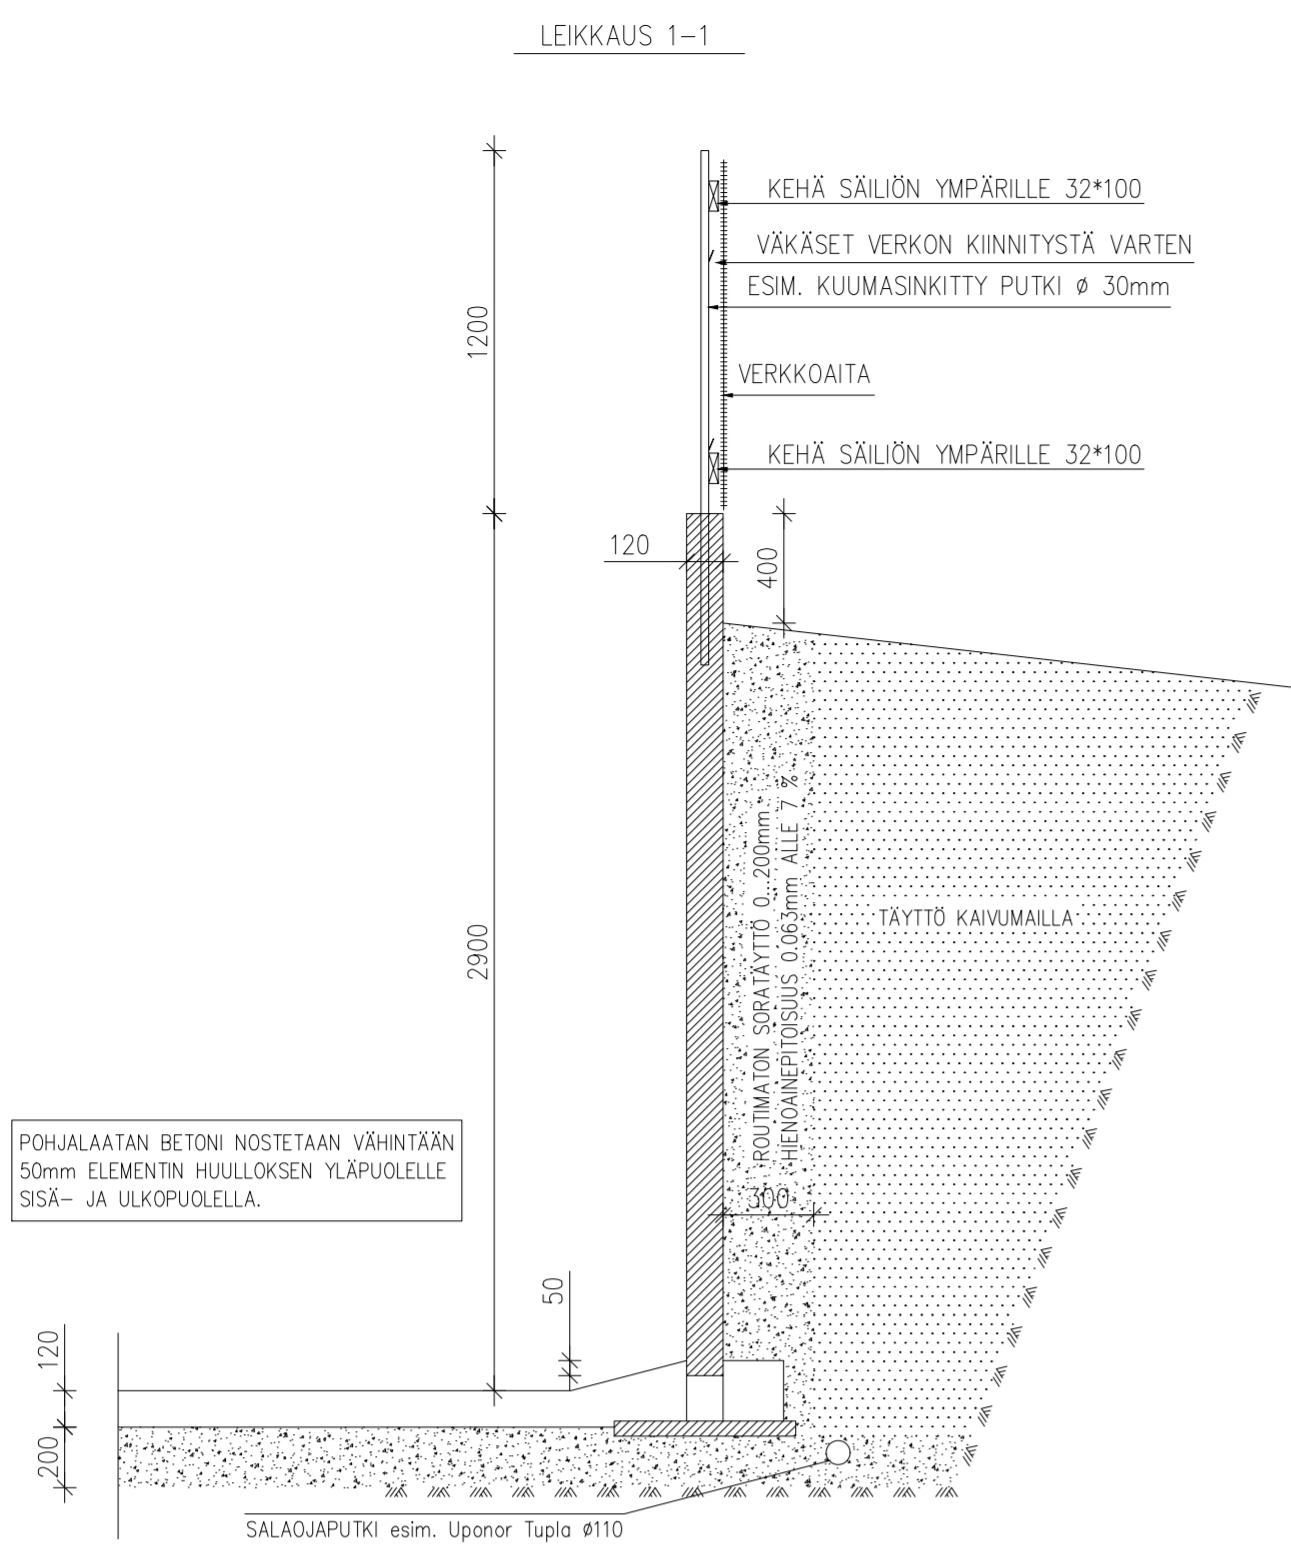 LEIKKAUS 1-1
KEHÄ SÄILIÖN YMPÄRILLE 32*100
VÄKÄSET VERKON KIINNITYSTÄ VARTEN
ESIM. KUUMASINKITTY PUTKI Ø 30mm
1200
VERKKOAITA
KEHÄ SÄILIÖN YMPÄRILLE 32*100
120
400
ROUTIMATON SORATÄYTTÖ 0...200mm
HIENOAINEPITOISUUS 0.063mm ALLE 7 %
TÄYTTÖ KAIVUMAILLA
2900
POHJALAATAN BETONI NOSTETAAN VÄHINTÄÄN
50mm ELEMENTIN HUULLOKSEN YLÄPUOLELLE
SISÄ- JA ULKOPUOLELLA.
300
50
120
200
SALAOJAPUTKI esim. Uponor Tupla Ø110